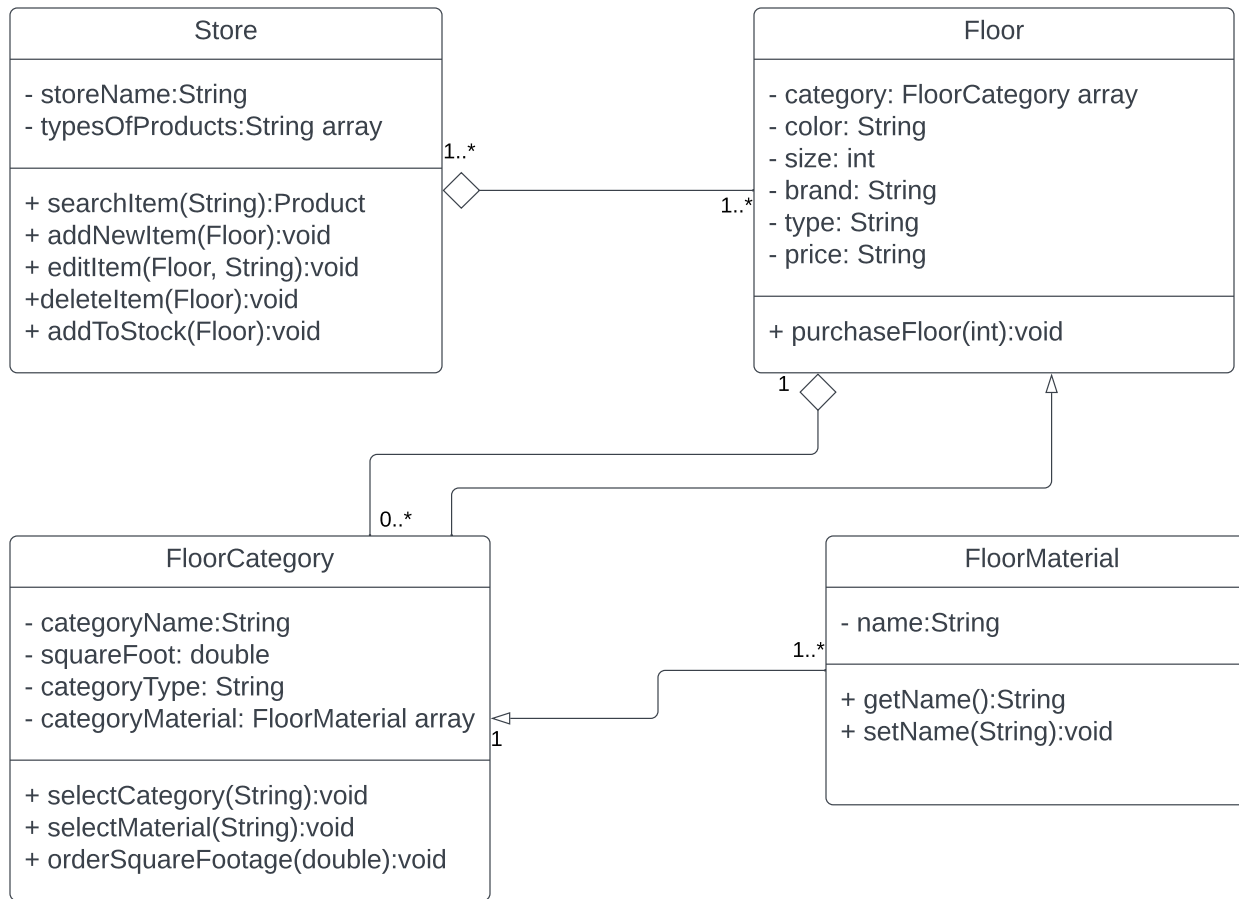 Store
- storeName:String
- typesOfProducts:String array
+ searchItem(String):Product
+ addNewItem(Floor):void
+ editItem(Floor, String):void
+deleteItem(Floor):void
+ addToStock(Floor):void
1..*
1..*
Floor
- category: FloorCategory array
- color: String
- size: int
- brand: String
- type: String
- price: String
+ purchaseFloor(int):void
1
0..*
FloorCategory
- categoryName:String
- squareFoot: double
- categoryType: String
- categoryMaterial: FloorMaterial array
+ selectCategory(String):void
+ selectMaterial(String):void
+ orderSquareFootage(double):void
1
1..*
FloorMaterial
- name:String
+ getName():String
+ setName(String):void